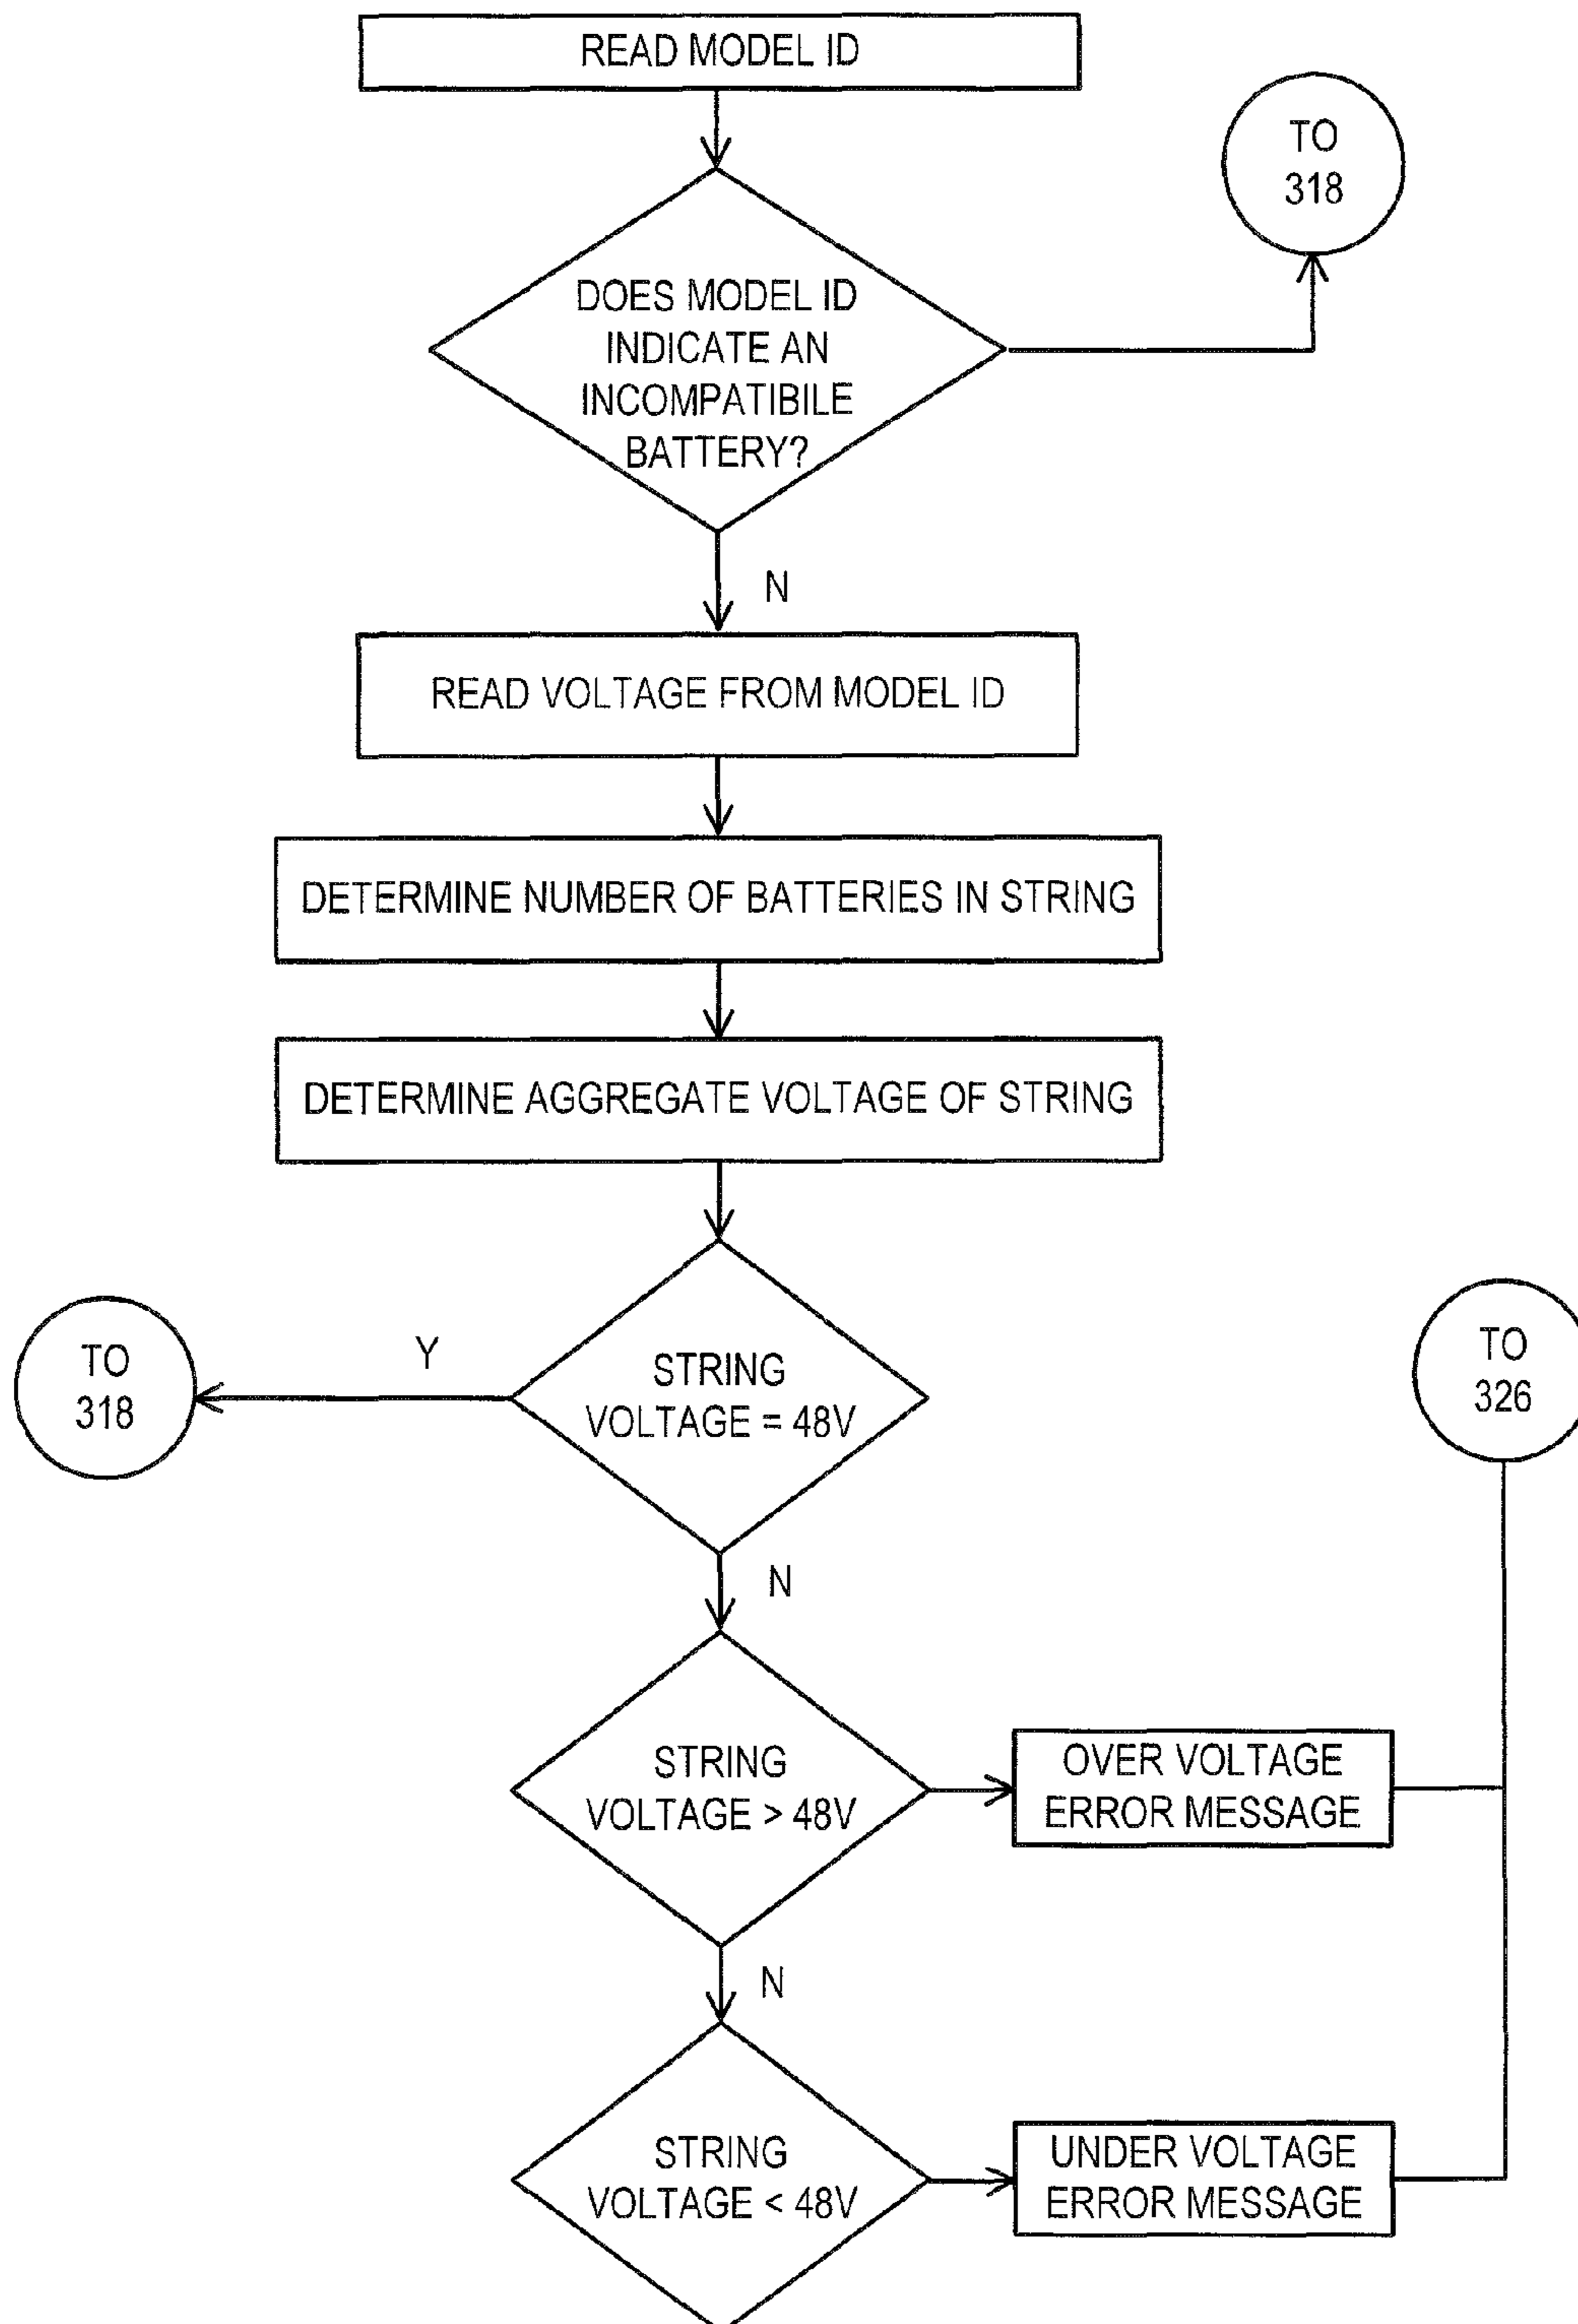 READ MODEL ID
TO
318
DOES MODEL ID
INDICATE AN
INCOMPATIBILE
BATTERY?
N
READ VOLTAGE FROM MODEL ID
DETERMINE NUMBER OF BATTERIES IN STRING
DETERMINE AGGREGATE VOLTAGE OF STRING
TO
318
Y
STRING
VOLTAGE = 48V
TO
326
N
STRING
VOLTAGE > 48V
OVER VOLTAGE
ERROR MESSAGE
N
STRING
VOLTAGE < 48V
UNDER VOLTAGE
ERROR MESSAGE